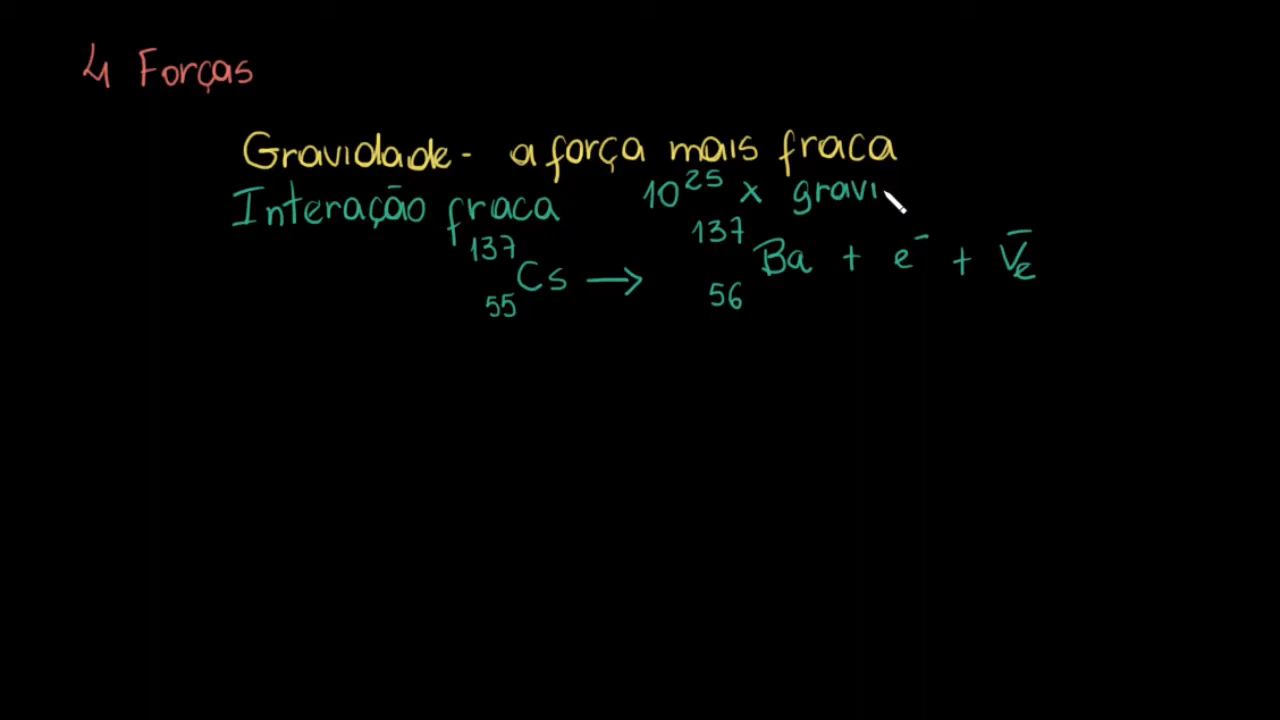 4 Forças
Gravidade - a força mais fraca
Interação fraca 10²⁵ x gravi
¹³⁷₅₅Cs → ¹³⁷₅₆Ba + e⁻ + ν̅ₑ